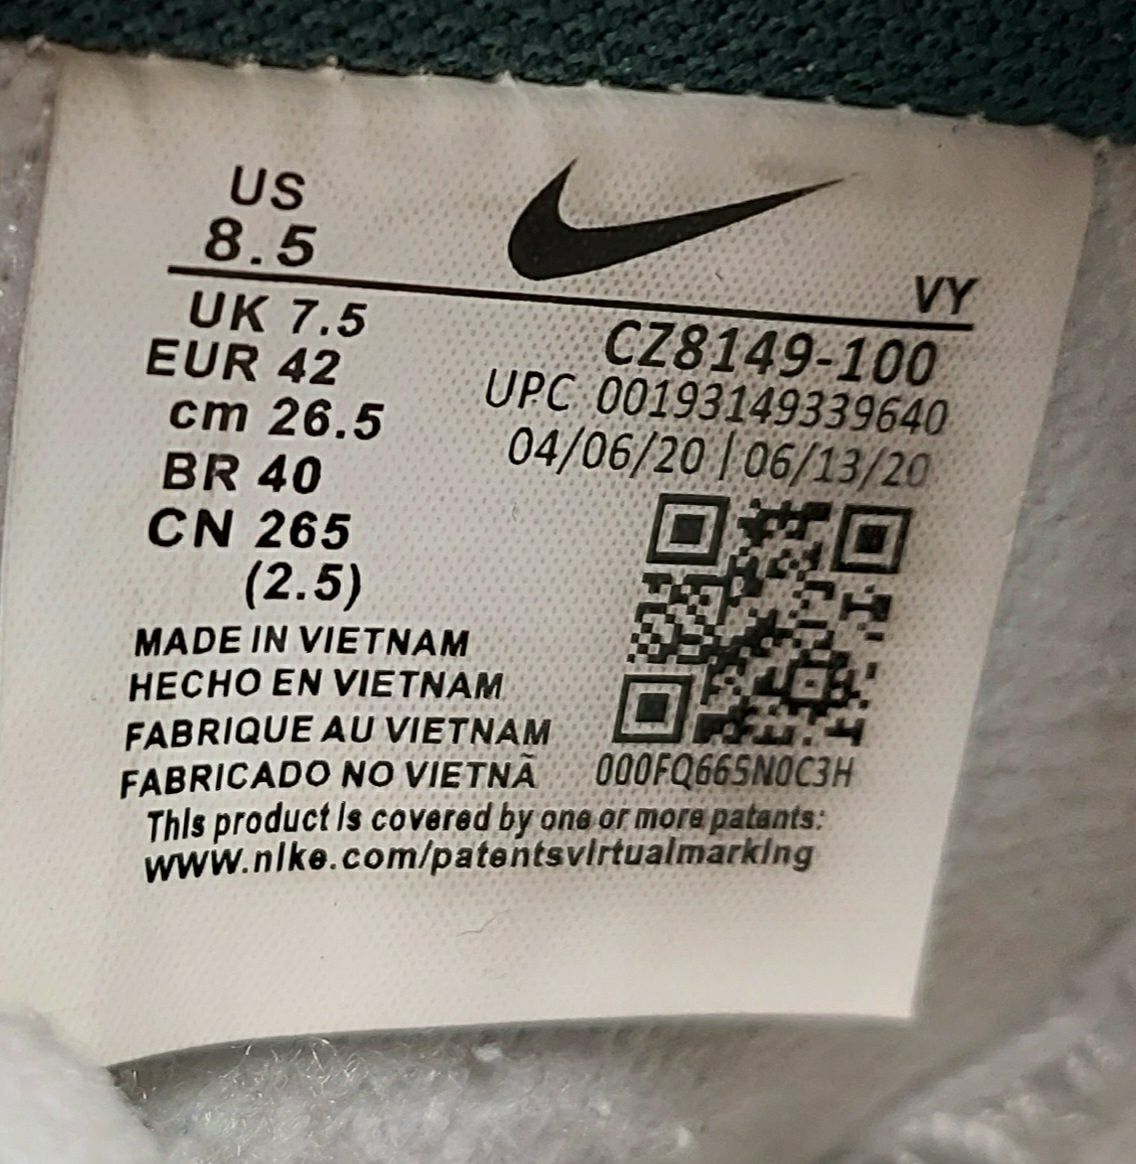 US
8.5
VY
UK 7.5
EUR 42
cm 26.5
BR 40
CN 265
(2.5)
CZ8149-100
UPC 00193149339640
04/06/20 | 06/13/20
000FQ665N0C3H
MADE IN VIETNAM
HECHO EN VIETNAM
FABRIQUE AU VIETNAM
FABRICADO NO VIETNÃ
This product is covered by one or more patents:
www.nike.com/patentsvirtualmarking